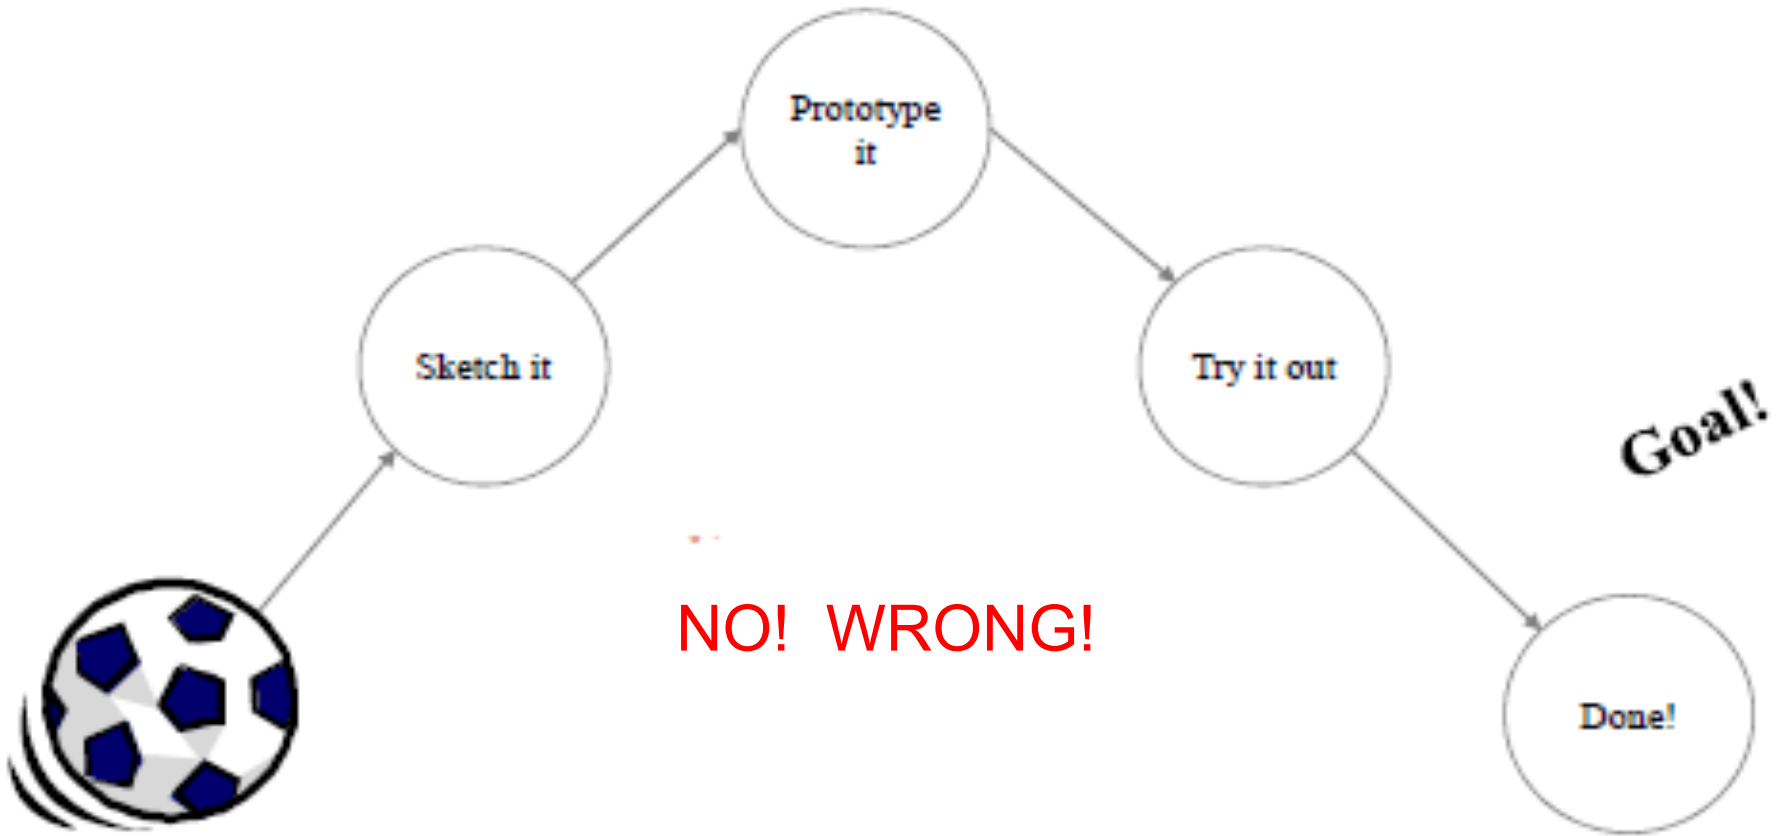 Prototype
it
Sketch it
Try it out
Goal!
NO!  WRONG!
Done!